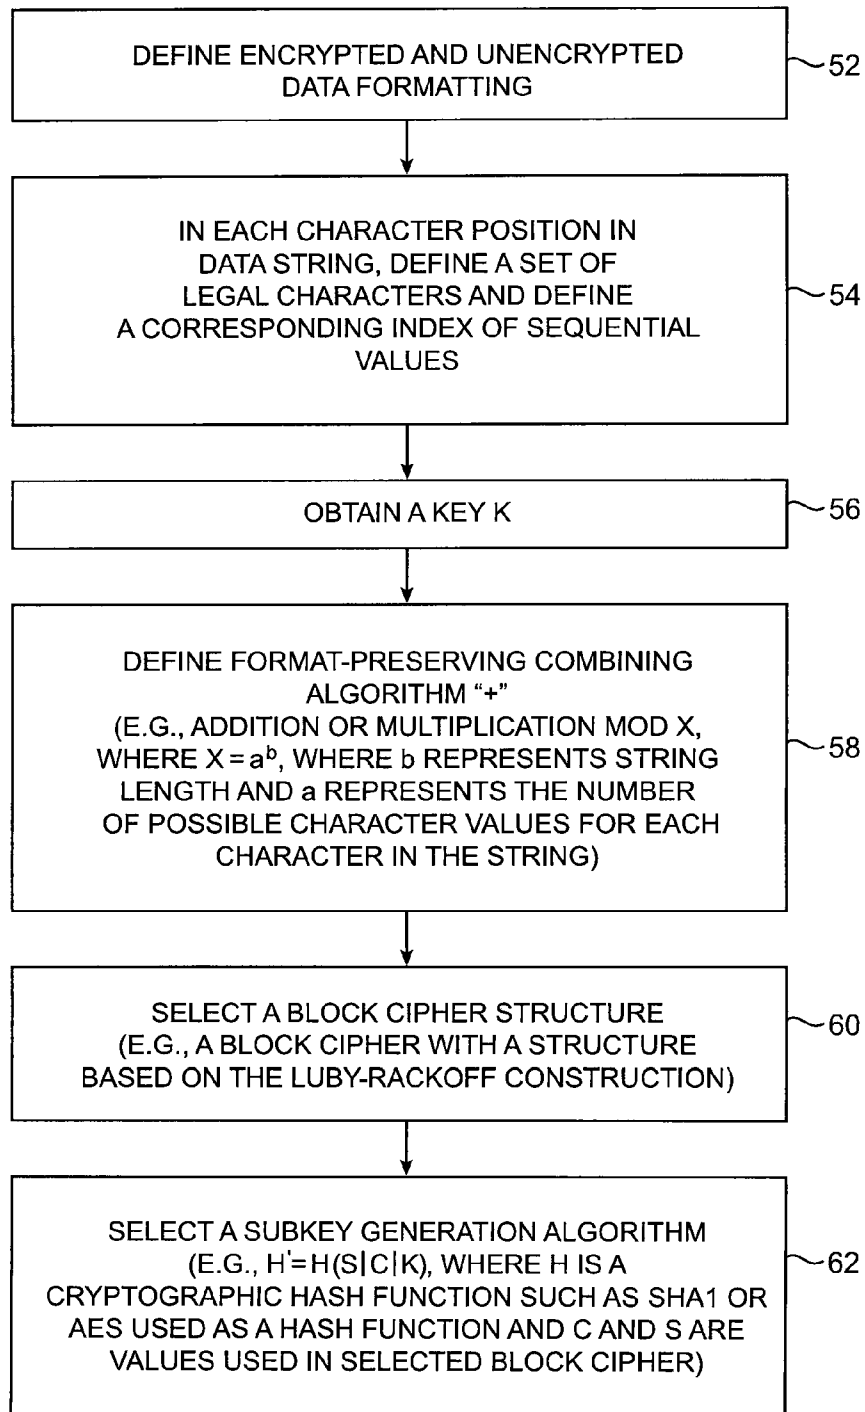 DEFINE ENCRYPTED AND UNENCRYPTED
DATA FORMATTING
52
IN EACH CHARACTER POSITION IN
DATA STRING, DEFINE A SET OF
LEGAL CHARACTERS AND DEFINE
A CORRESPONDING INDEX OF SEQUENTIAL
VALUES
54
OBTAIN A KEY K
56
DEFINE FORMAT-PRESERVING COMBINING
ALGORITHM “+”
(E.G., ADDITION OR MULTIPLICATION MOD X,
WHERE X = aᵇ, WHERE b REPRESENTS STRING
LENGTH AND a REPRESENTS THE NUMBER
OF POSSIBLE CHARACTER VALUES FOR EACH
CHARACTER IN THE STRING)
58
SELECT A BLOCK CIPHER STRUCTURE
(E.G., A BLOCK CIPHER WITH A STRUCTURE
BASED ON THE LUBY-RACKOFF CONSTRUCTION)
60
SELECT A SUBKEY GENERATION ALGORITHM
(E.G., H'=H(S|C|K), WHERE H IS A
CRYPTOGRAPHIC HASH FUNCTION SUCH AS SHA1 OR
AES USED AS A HASH FUNCTION AND C AND S ARE
VALUES USED IN SELECTED BLOCK CIPHER)
62